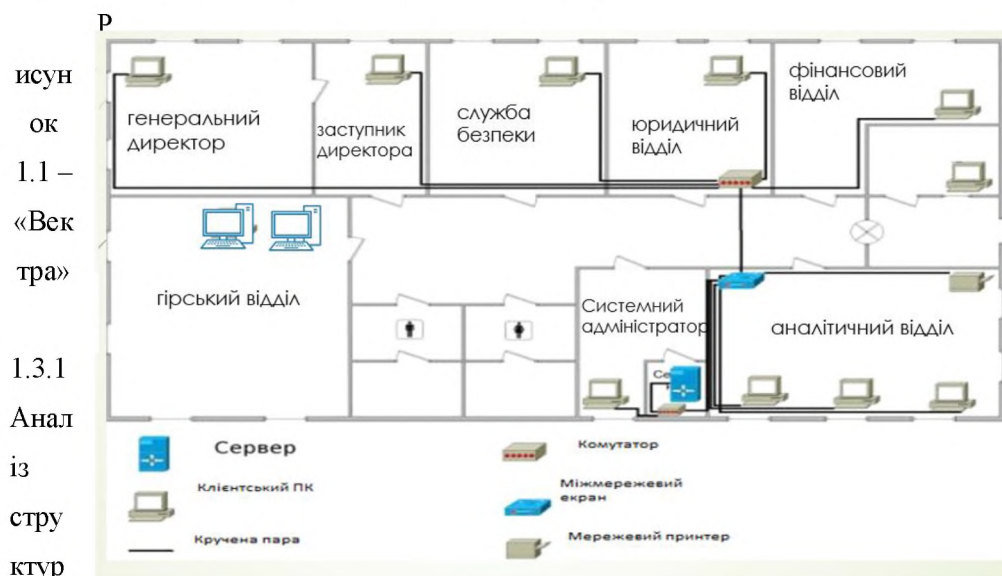 Р
исун
ок
1.1 –
«Век
тра»
1.3.1
Анал
із
стру
ктур
генеральний
директор
заступник
директора
служба
безпеки
юридичний
відділ
фінансовий
відділ
гірський відділ
Системний
адміністратор
Се
аналітичний відділ
Сервер
Клієнтський ПК
Кручена пара
Комутатор
Міжмережевий
екран
Мережевий принтер